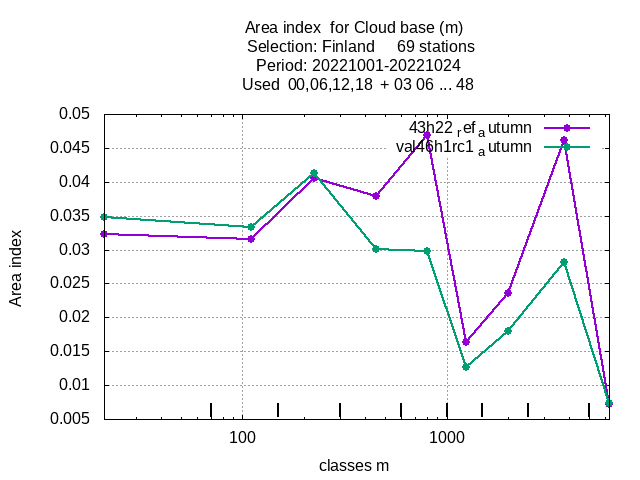 Area index  for Cloud base (m)
Selection: Finland     69 stations
Period: 20221001-20221024
Used  00,06,12,18  + 03 06 ... 48
43h22 ref autumn
val46h1rc1 autumn
0.05
0.045
0.04
0.035
0.03
0.025
0.02
0.015
0.01
0.005
Area index
100
1000
classes m